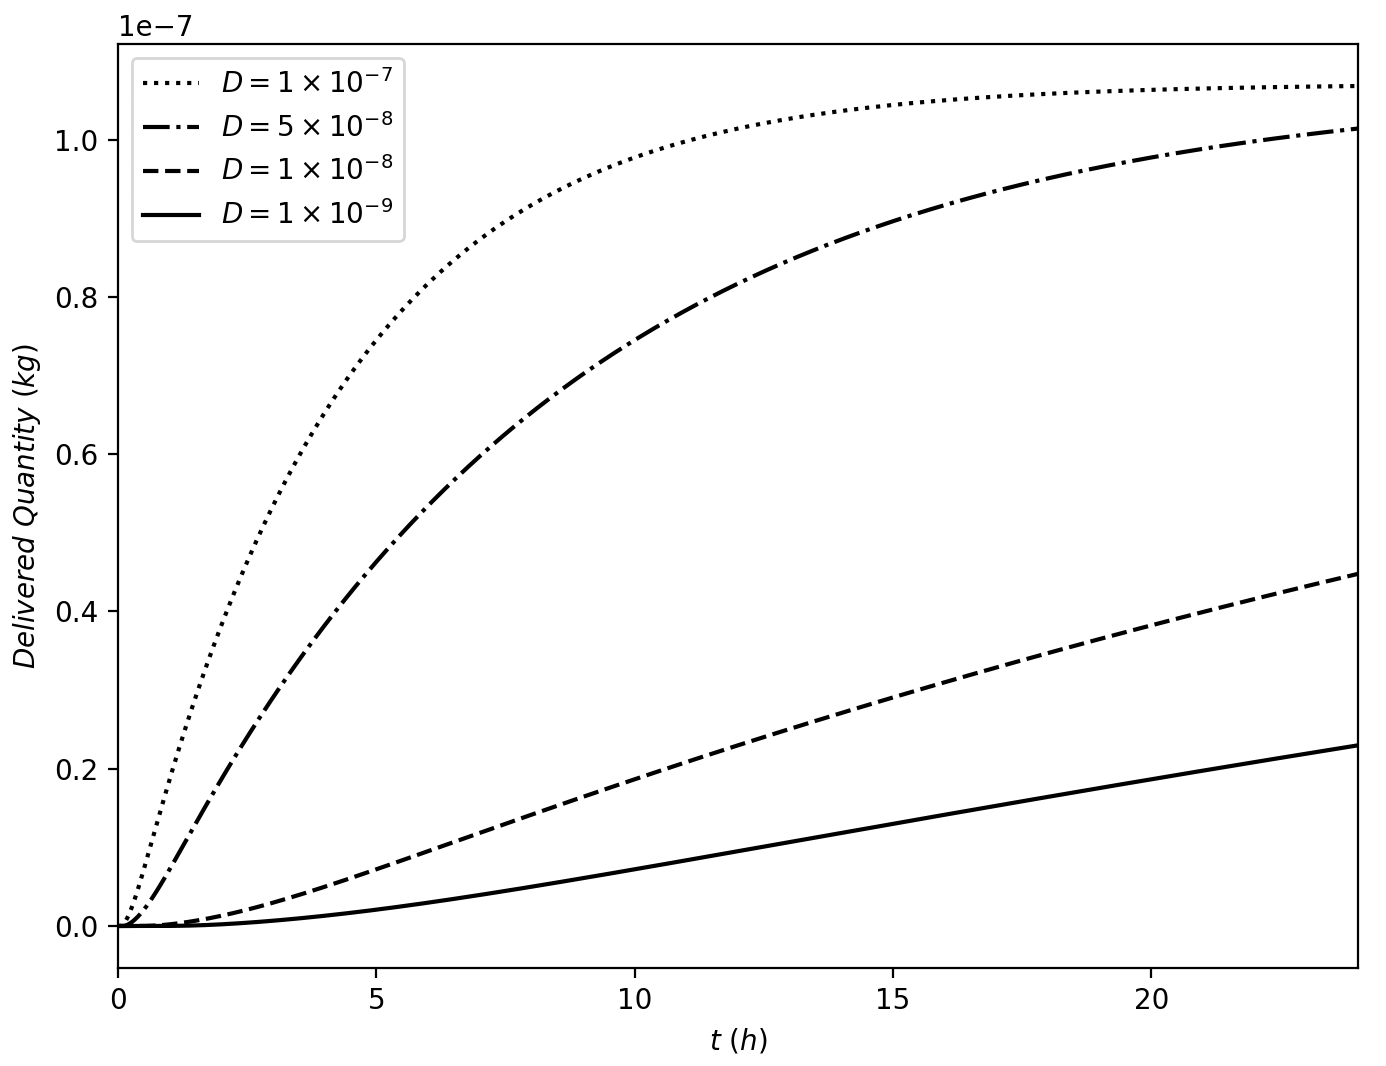 1e−7
D = 1 × 10⁻⁷
D = 5 × 10⁻⁸
D = 1 × 10⁻⁸
D = 1 × 10⁻⁹
1.0
0.8
0.6
0.4
0.2
0.0
Delivered Quantity (kg)
0 5 10 15 20
t (h)